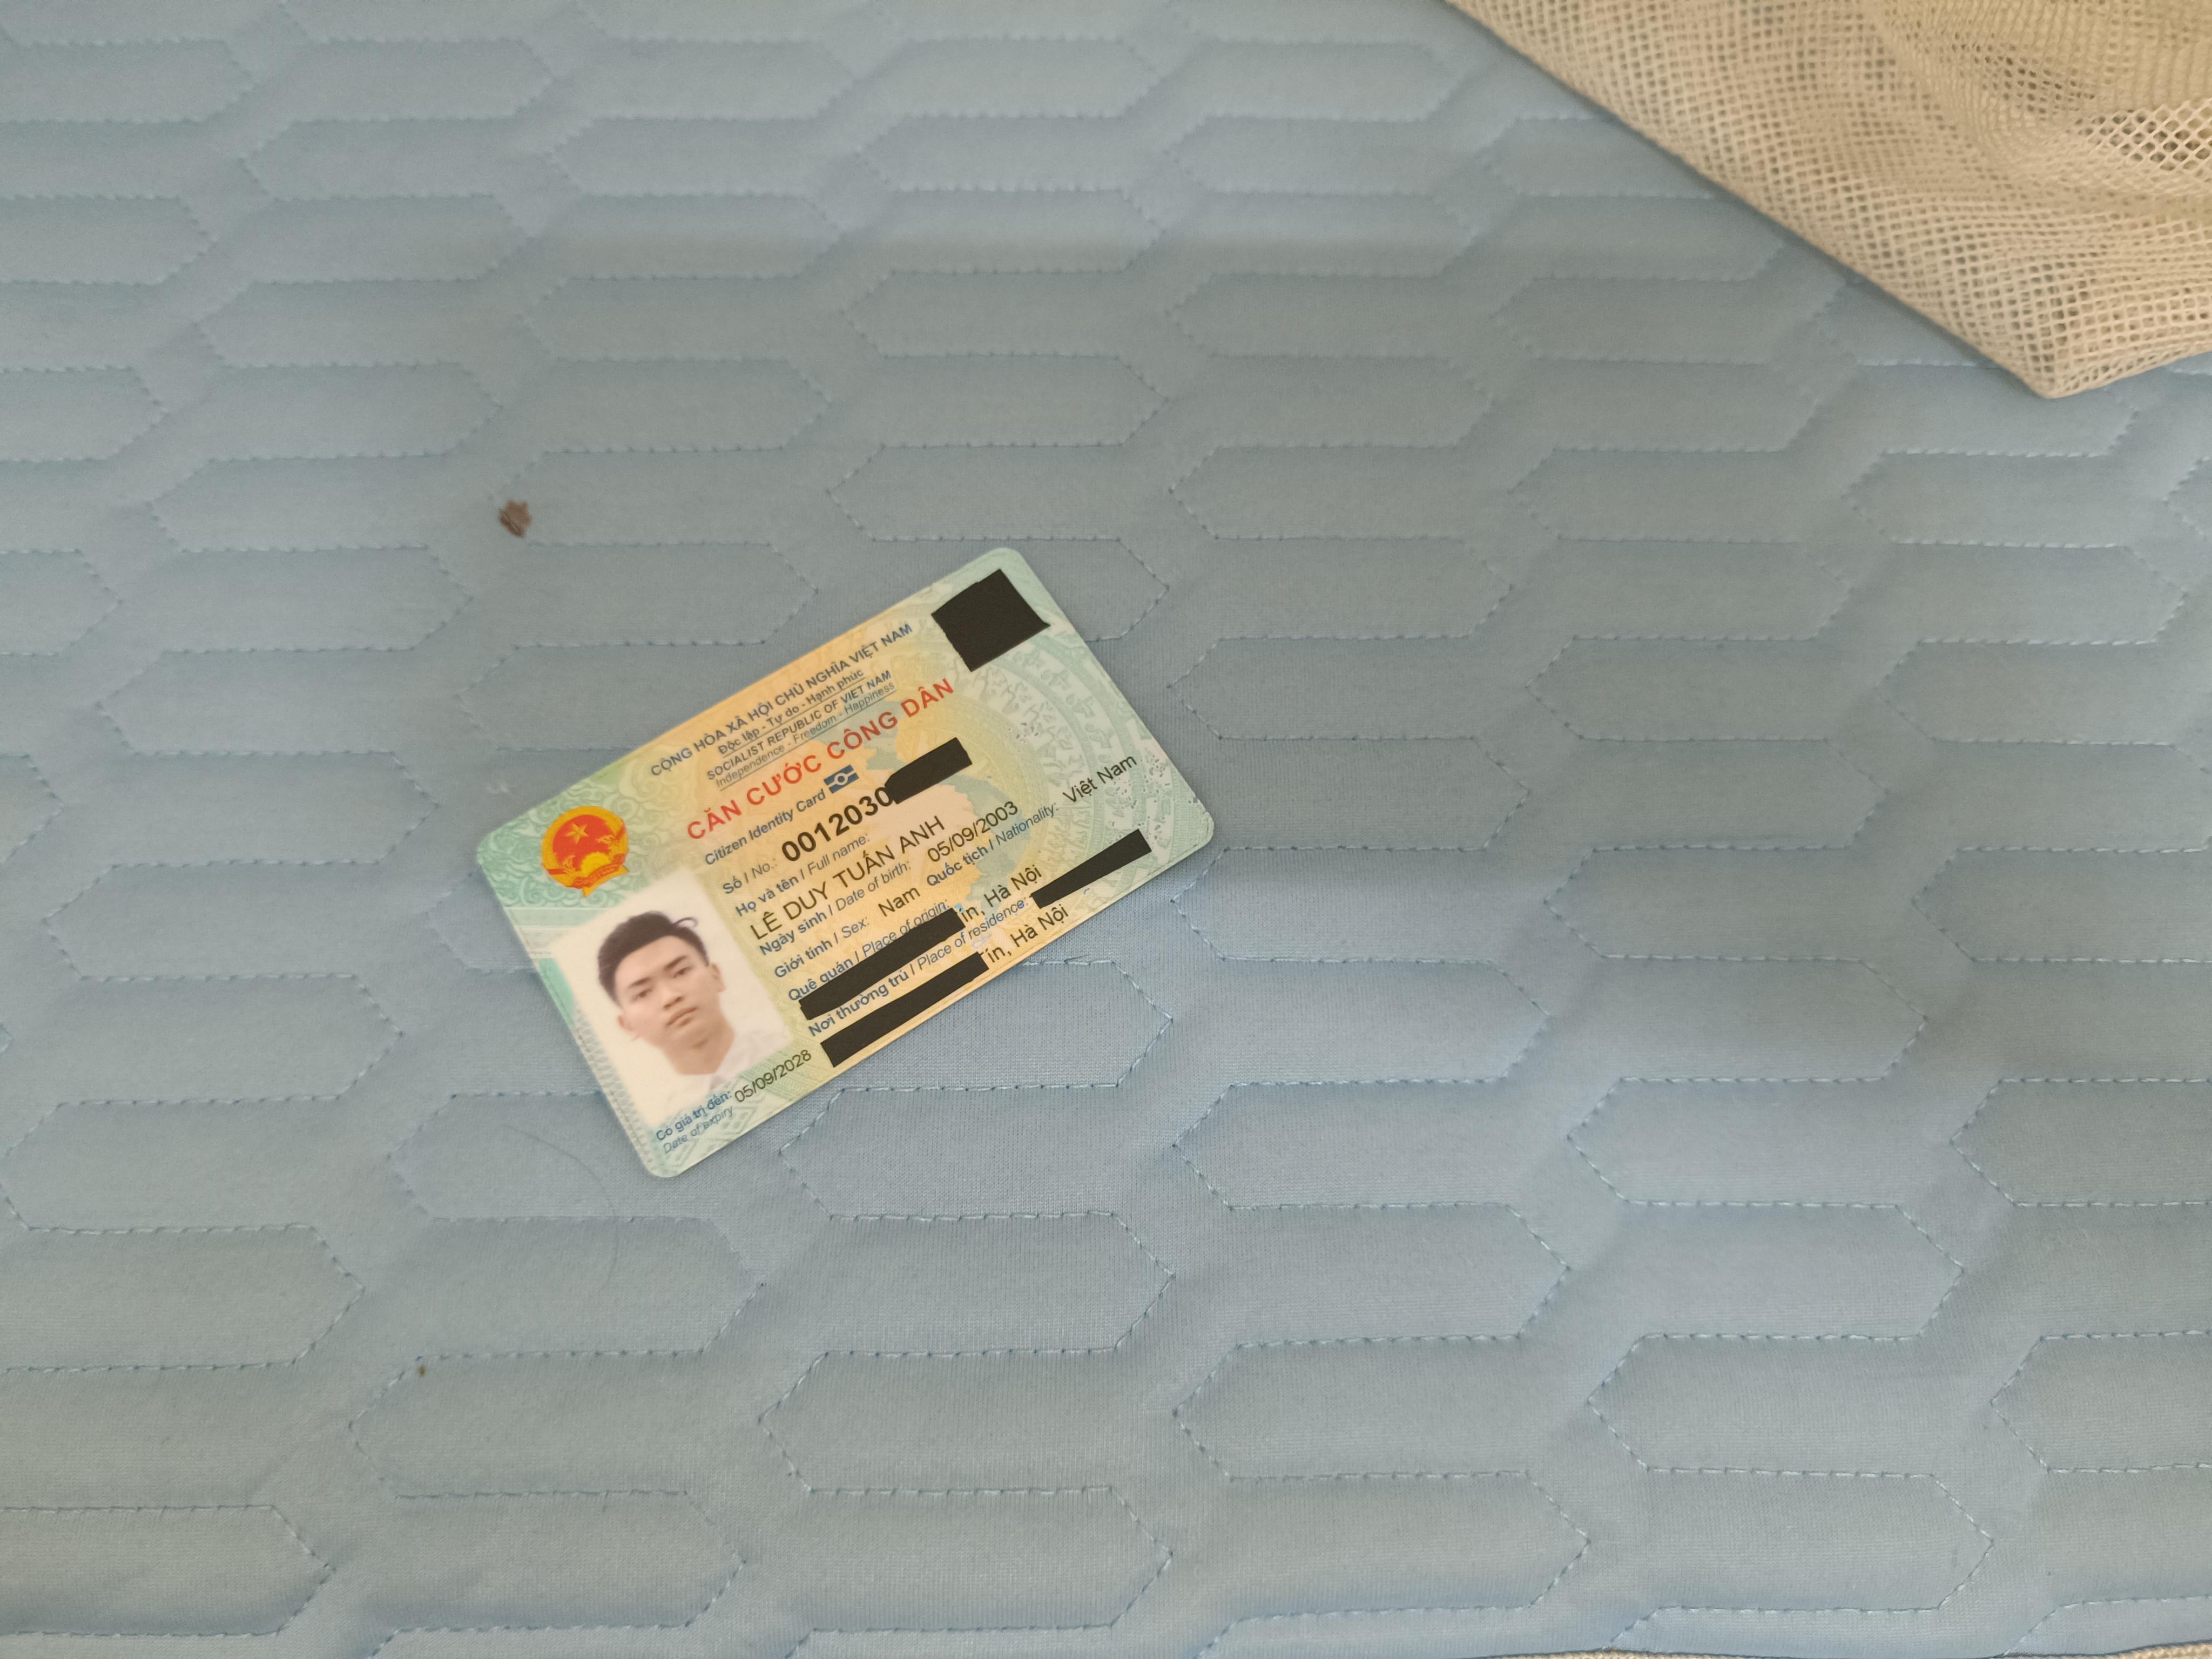 CỘNG HÒA XÃ HỘI CHỦ NGHĨA VIỆT NAM
Độc lập - Tự do - Hạnh phúc
SOCIALIST REPUBLIC OF VIET NAM
Independence - Freedom - Happiness
CĂN CƯỚC CÔNG DÂN
Citizen Identity Card
Số / No.: 0012030
Họ và tên / Full name:
LÊ DUY TUẤN ANH
Ngày sinh / Date of birth: 05/09/2003
Giới tính / Sex: Nam Quốc tịch / Nationality: Việt Nam
Quê quán / Place of origin:
ín, Hà Nội
Nơi thường trú / Place of residence:
ín, Hà Nội
Có giá trị đến: 05/09/2028
Date of expiry